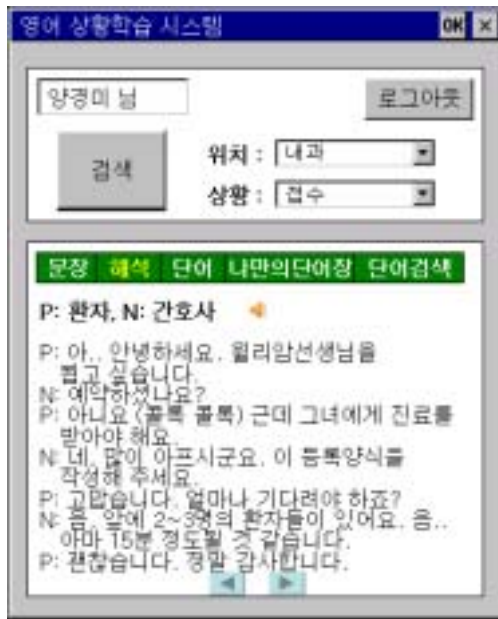 영어 상황학습 시스템 OK ×
양경미 님 로그아웃
검색
위치 : 내과
상황 : 접수
문장 해석 단어 나만의단어장 단어검색
P: 환자, N: 간호사
P: 아.. 안녕하세요. 윌리암선생님을
뵙고 싶습니다.
N: 예약하셨나요?
P: 아니요 (콜록 콜록) 근데 그녀에게 진료를
받아야 해요.
N: 네. 많이 아프시군요. 이 등록양식을
작성해 주세요.
P: 고맙습니다. 얼마나 기다려야 하죠?
N: 음. 앞에 2~3명의 환자들이 있어요. 음..
아마 15분 정도될 것 같습니다.
P: 괜찮습니다. 정말 감사합니다.